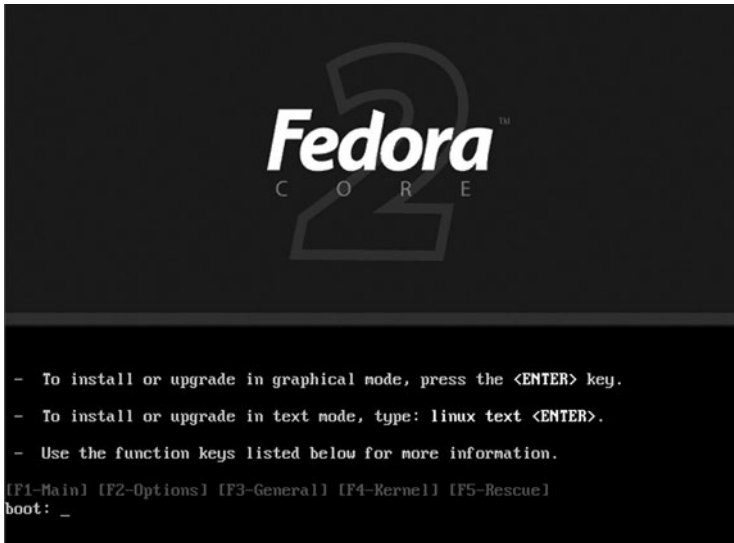 2
Fedora™
CORE
- To install or upgrade in graphical mode, press the <ENTER> key.
- To install or upgrade in text mode, type: linux text <ENTER>.
- Use the function keys listed below for more information.
[F1-Main] [F2-Options] [F3-General] [F4-Kernel] [F5-Rescue]
boot: _